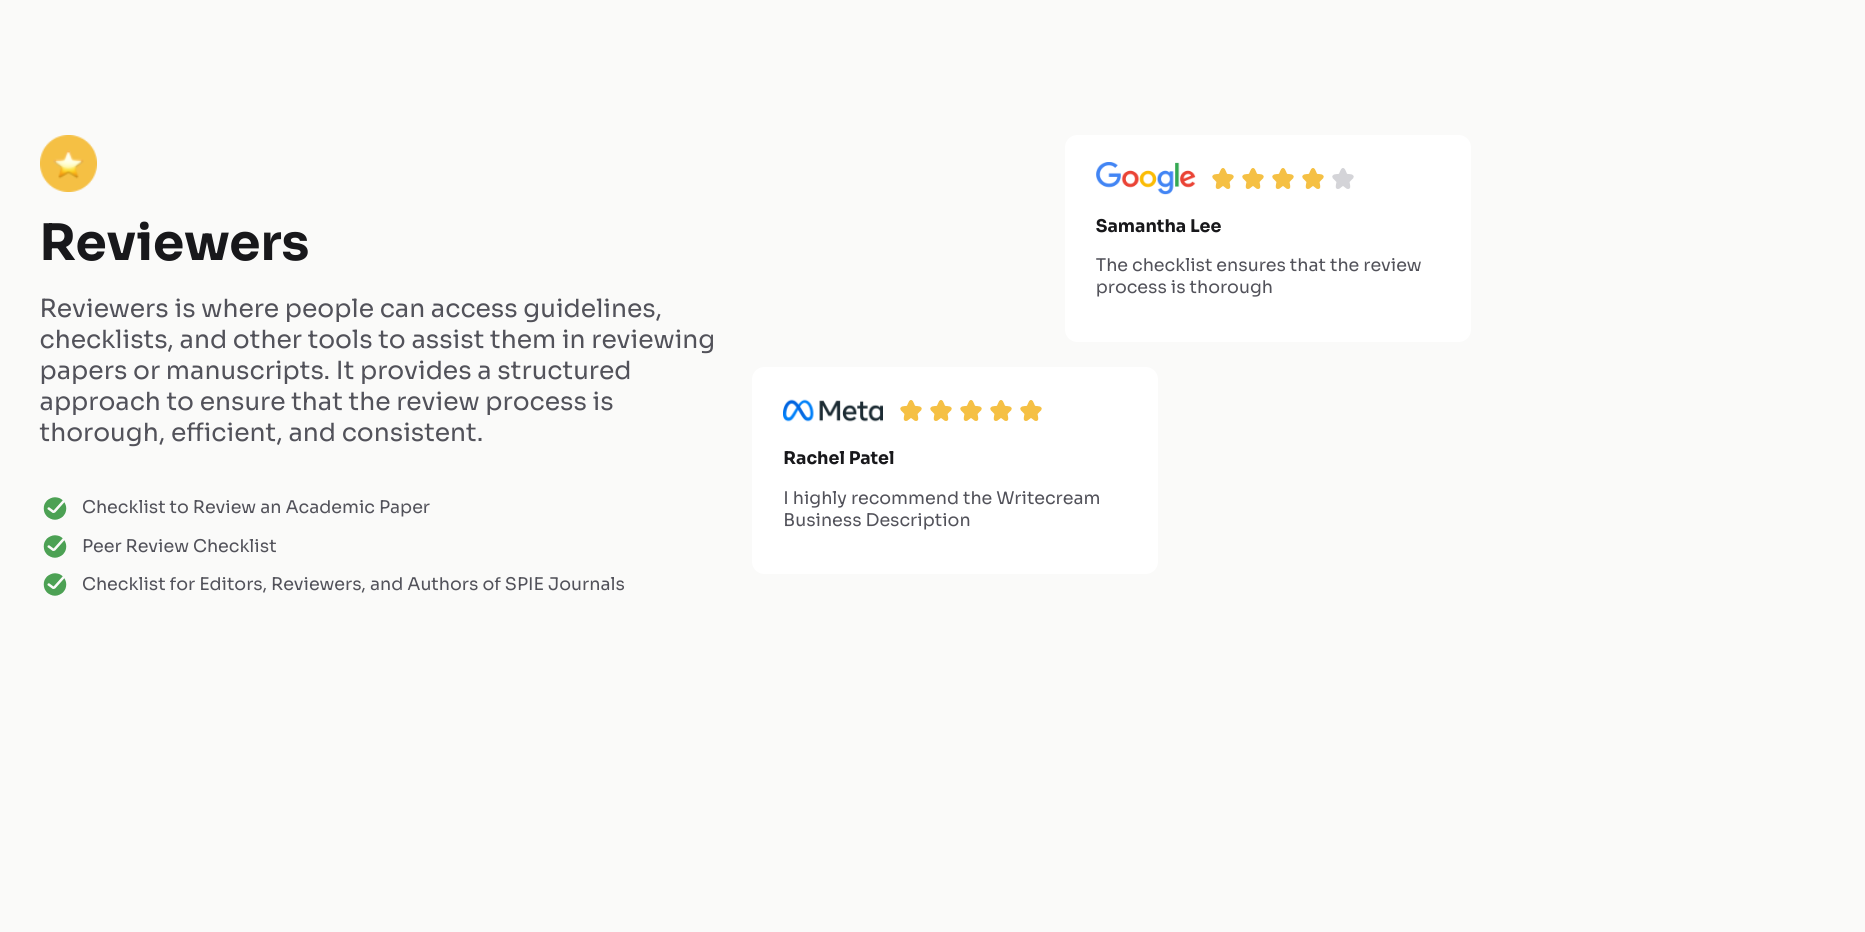 Reviewers
Reviewers is where people can access guidelines,
checklists, and other tools to assist them in reviewing
papers or manuscripts. It provides a structured
approach to ensure that the review process is
thorough, efficient, and consistent.
Checklist to Review an Academic Paper
Peer Review Checklist
Checklist for Editors, Reviewers, and Authors of SPIE Journals
Google
Samantha Lee
The checklist ensures that the review
process is thorough
Meta
Rachel Patel
I highly recommend the Writecream
Business Description